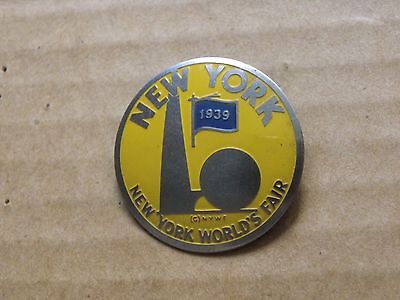 NEW YORK
1939
(C) N.Y.W.F.
NEW YORK WORLD'S FAIR